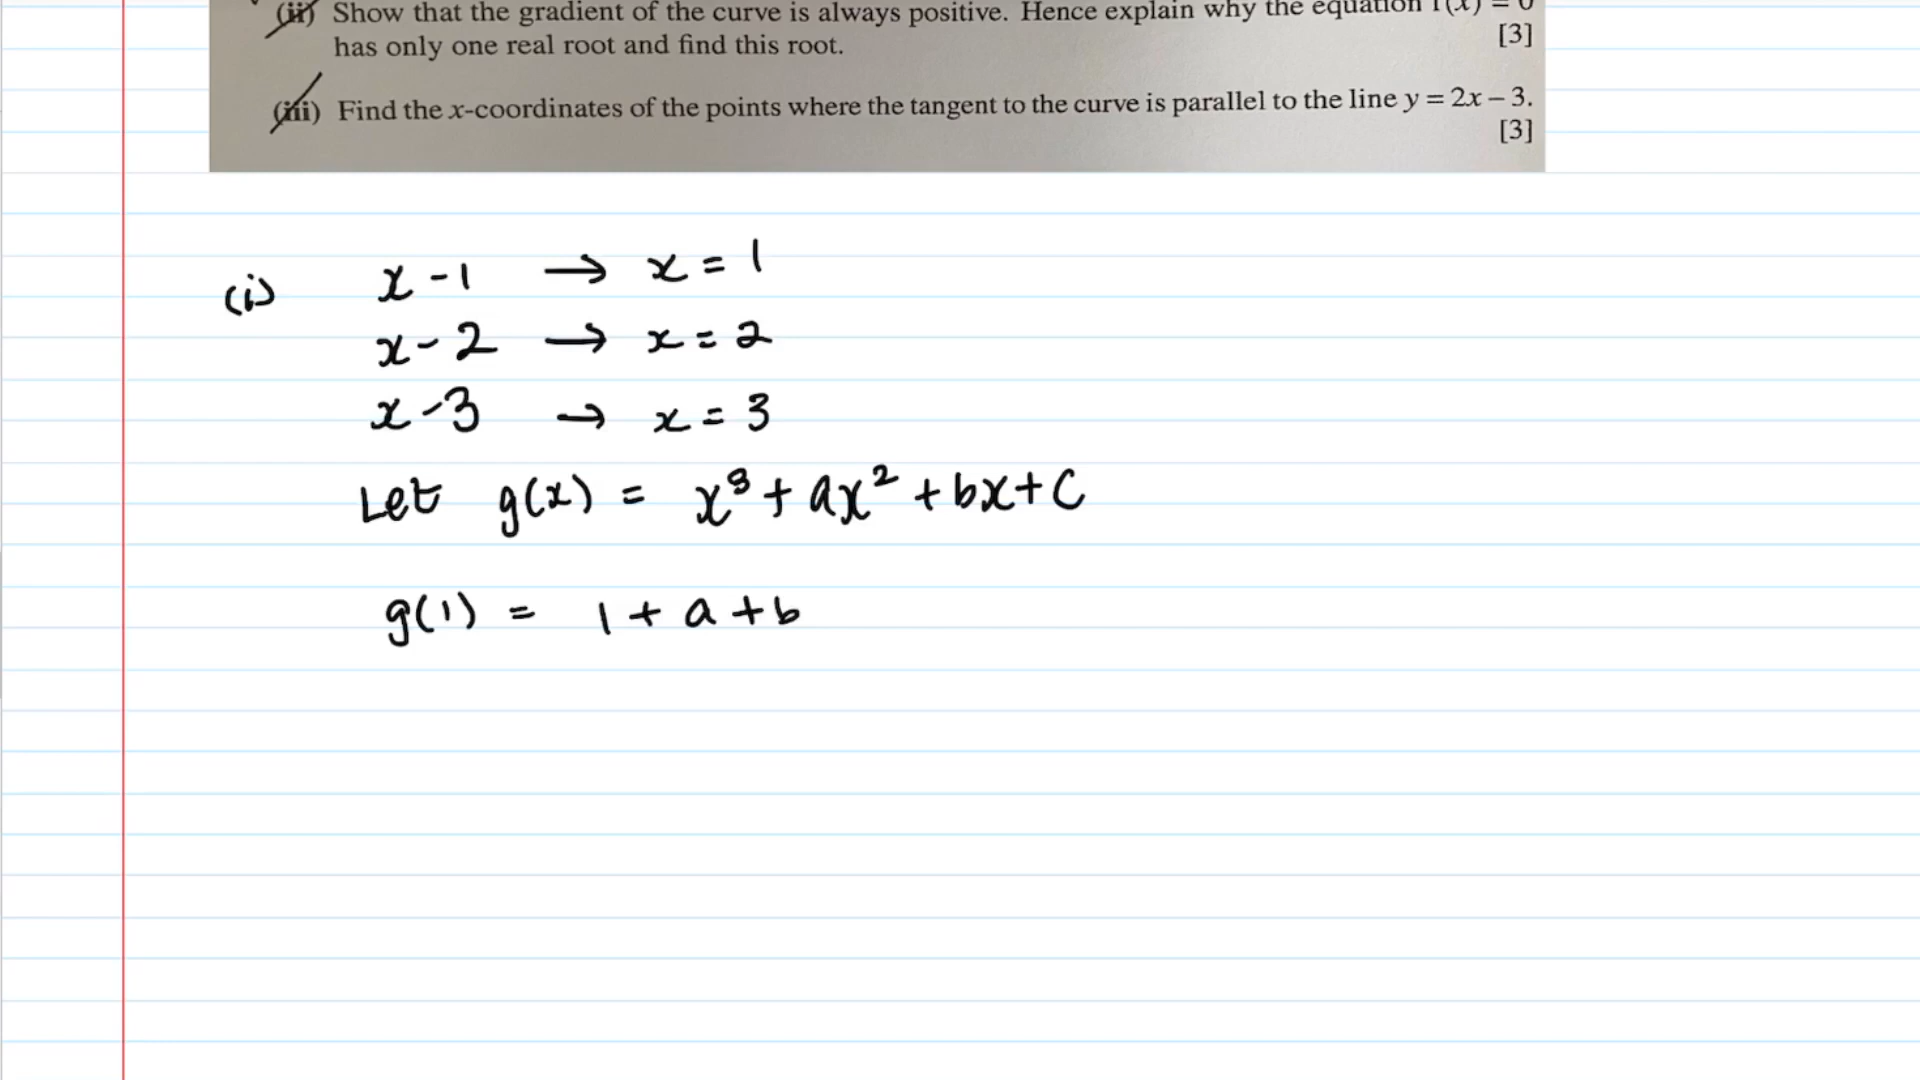 (ii) Show that the gradient of the curve is always positive. Hence explain why the equation f(x) = 0
has only one real root and find this root. [3]
(iii) Find the x-coordinates of the points where the tangent to the curve is parallel to the line y = 2x – 3.
[3]
(i) x - 1 → x = 1
x - 2 → x = 2
x - 3 → x = 3
Let g(x) = x³ + ax² + bx + c
g(1) = 1 + a + b